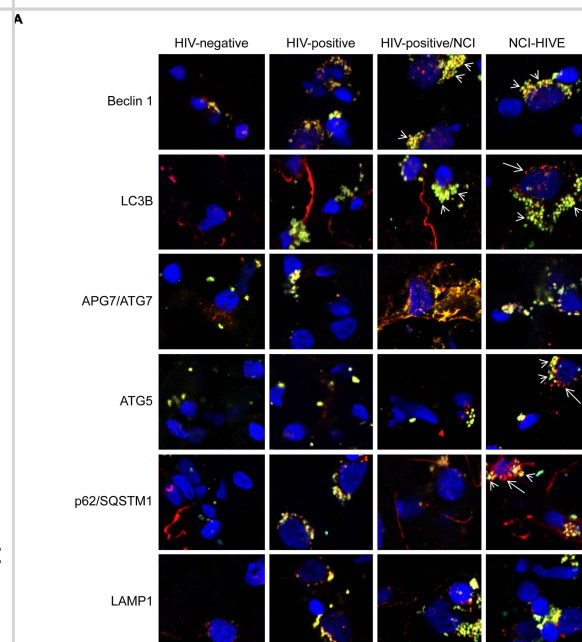 A
HIV-negative HIV-positive HIV-positive/NCI NCI-HIVE
Beclin 1
LC3B
APG7/ATG7
ATG5
p62/SQSTM1
LAMP1